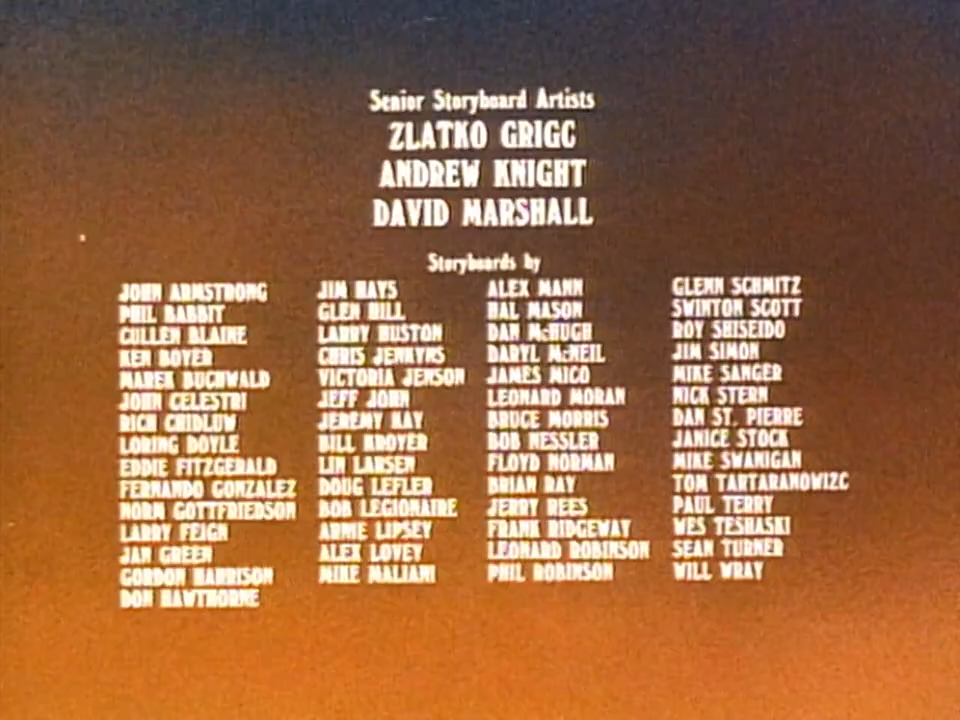 Senior Storyboard Artists
ZLATKO GRIGC
ANDREW KNIGHT
DAVID MARSHALL
Storyboards by
JOHN ARMSTRONG
PHIL BABBIT
CULLEN BLAINE
KEN BOYER
MAREK BUCHWALD
JOHN CELESTRI
RICH CHIDLUW
LORING DOYLE
EDDIE FITZGERALD
FERNANDO GONZALEZ
NORM GOTTFRIEDSON
LARRY FEIGN
JAN GREEN
GORDON HARRISON
DON HAWTHORNE
JIM HAYS
GLEN HILL
LARRY HUSTON
CHRIS JENKYNS
VICTORIA JENSON
JEFF JOHN
JEREMY KAY
BILL KROYER
LIN LARSEN
DOUG LEFLER
BOB LEGIONAIRE
ARNIE LIPSEY
ALEX LOVEY
MIKE MALIANI
ALEX MANN
HAL MASON
DAN McHUGH
DARYL McNEIL
JAMES MICO
LEONARD MORAN
BRUCE MORRIS
BOB NESSLER
FLOYD NORMAN
BRIAN RAY
JERRY REES
FRANK RIDGEWAY
LEONARD ROBINSON
PHIL ROBINSON
GLENN SCHMITZ
SWINTON SCOTT
ROY SHISEIDO
JIM SIMON
MIKE SANGER
NICK STERN
DAN ST. PIERRE
JANICE STOCK
MIKE SWANIGAN
TOM TARTARANOWIZC
PAUL TERRY
WES TESHASKI
SEAN TURNER
WILL WRAY